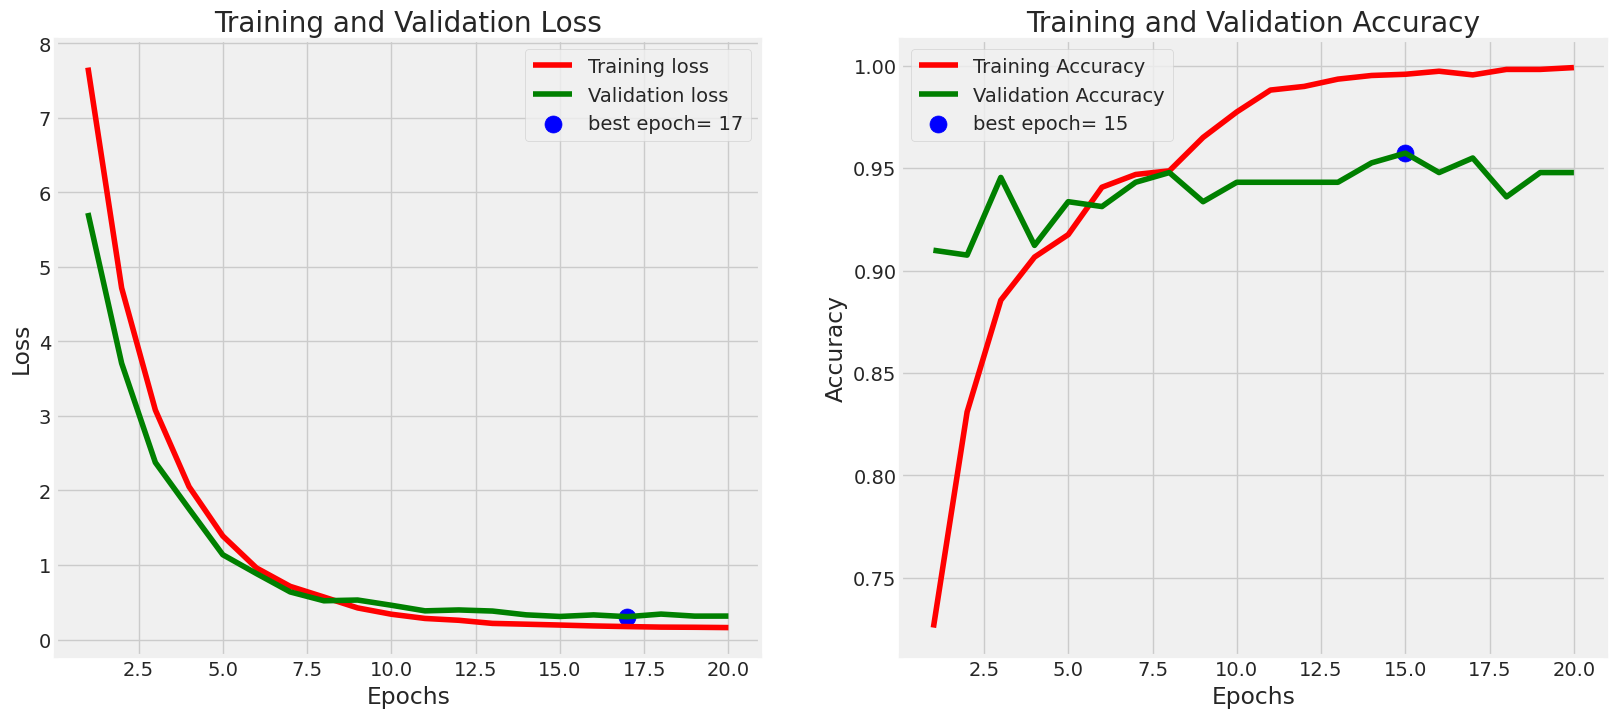 Training and Validation Loss
8
7
6
5
4
3
2
1
0
Loss
2.5
5.0
7.5
10.0
12.5
15.0
17.5
20.0
Epochs
Training loss
Validation loss
best epoch= 17
Training and Validation Accuracy
1.00
0.95
0.90
0.85
0.80
0.75
Accuracy
2.5
5.0
7.5
10.0
12.5
15.0
17.5
20.0
Epochs
Training Accuracy
Validation Accuracy
best epoch= 15